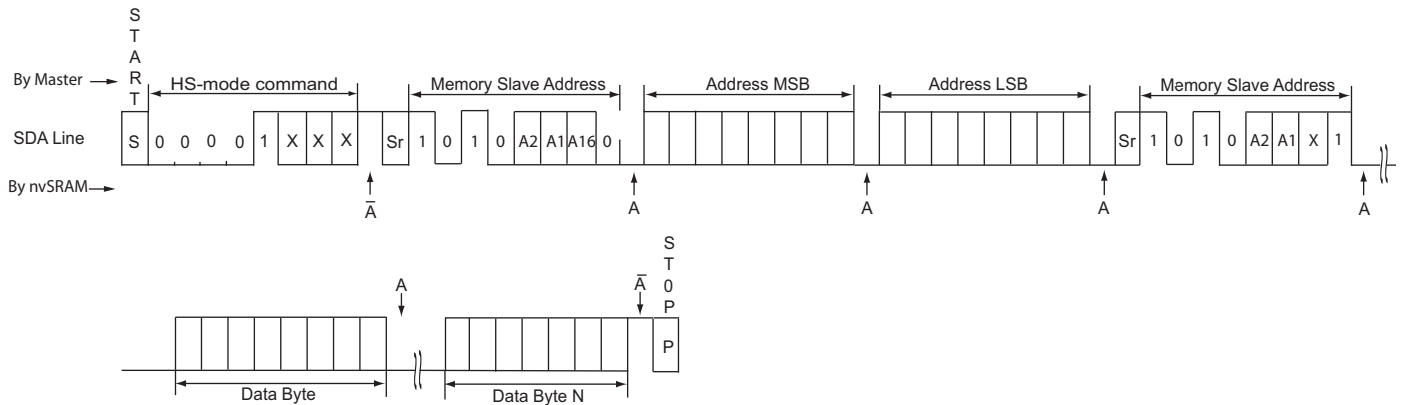 START
By Master
HS-mode command
Memory Slave Address
Address MSB
Address LSB
Memory Slave Address
SDA Line
S 0 0 0 0 1 X X X Sr 1 0 1 0 A2 A1 A16 0 Sr 1 0 1 0 A2 A1 X 1
By nvSRAM
A̅ A A A A
A A̅
ST0P
P
Data Byte
Data Byte N